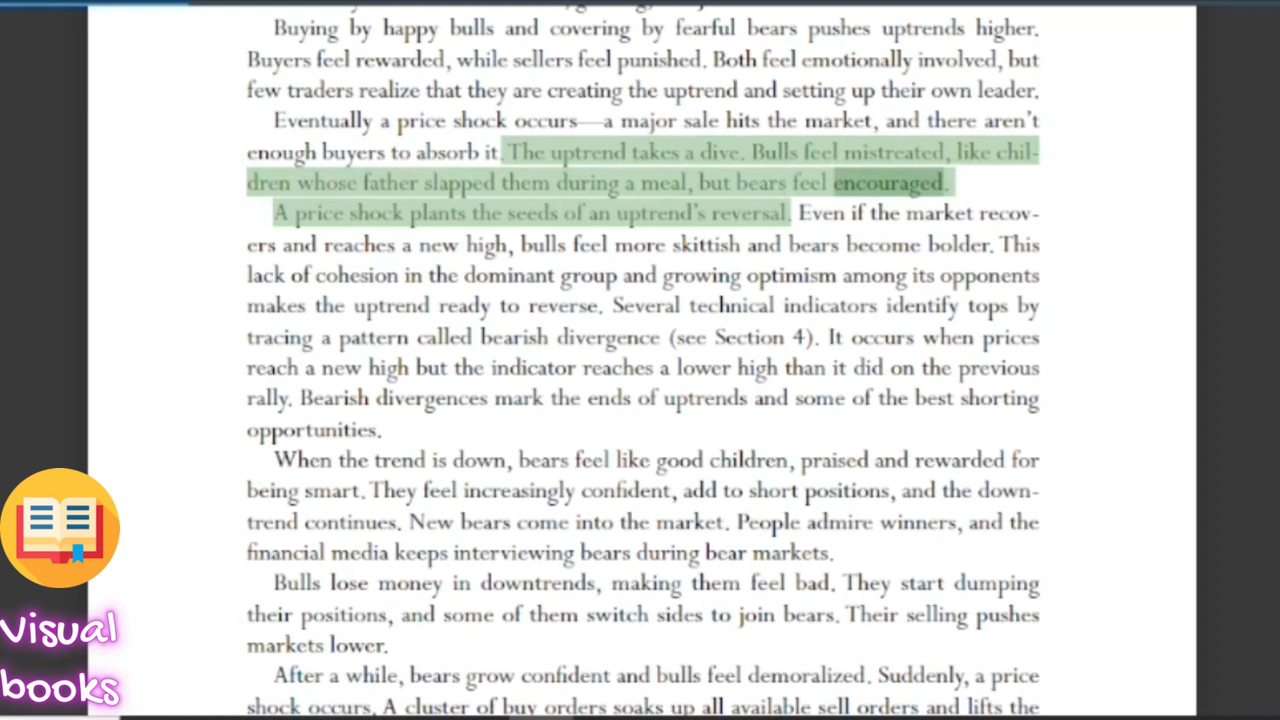 Buying by happy bulls and covering by fearful bears pushes uptrends higher.
Buyers feel rewarded, while sellers feel punished. Both feel emotionally involved, but
few traders realize that they are creating the uptrend and setting up their own leader.
Eventually a price shock occurs—a major sale hits the market, and there aren't
enough buyers to absorb it. The uptrend takes a dive. Bulls feel mistreated, like chil-
dren whose father slapped them during a meal, but bears feel encouraged.
A price shock plants the seeds of an uptrend's reversal. Even if the market recov-
ers and reaches a new high, bulls feel more skittish and bears become bolder. This
lack of cohesion in the dominant group and growing optimism among its opponents
makes the uptrend ready to reverse. Several technical indicators identify tops by
tracing a pattern called bearish divergence (see Section 4). It occurs when prices
reach a new high but the indicator reaches a lower high than it did on the previous
rally. Bearish divergences mark the ends of uptrends and some of the best shorting
opportunities.
When the trend is down, bears feel like good children, praised and rewarded for
being smart. They feel increasingly confident, add to short positions, and the down-
trend continues. New bears come into the market. People admire winners, and the
financial media keeps interviewing bears during bear markets.
Bulls lose money in downtrends, making them feel bad. They start dumping
their positions, and some of them switch sides to join bears. Their selling pushes
markets lower.
After a while, bears grow confident and bulls feel demoralized. Suddenly, a price
shock occurs. A cluster of buy orders soaks up all available sell orders and lifts the
Visual
books